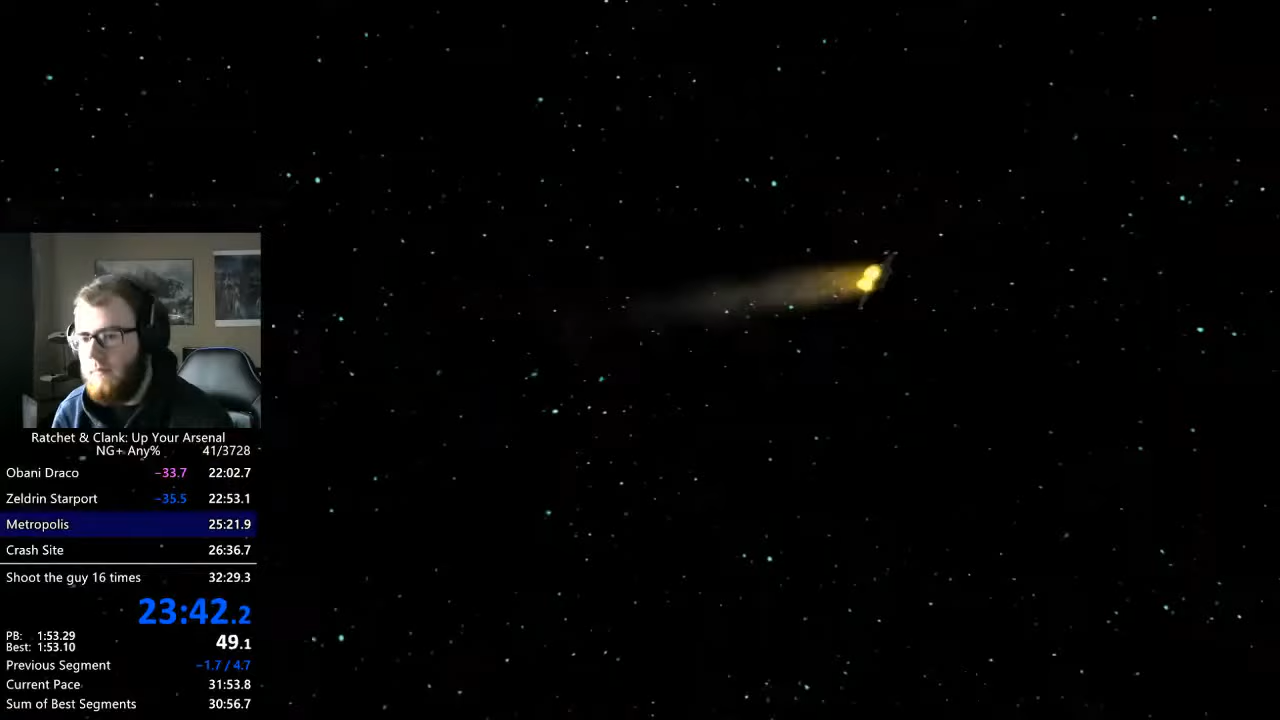 Ratchet & Clank: Up Your Arsenal
NG+ Any% 41/3728
Obani Draco -33.7 22:02.7
Zeldrin Starport -35.5 22:53.1
Metropolis 25:21.9
Crash Site 26:36.7
Shoot the guy 16 times 32:29.3
23:42.2
PB: 1:53.29
49.1
Best: 1:53.10
Previous Segment -1.7 / 4.7
Current Pace 31:53.8
Sum of Best Segments 30:56.7